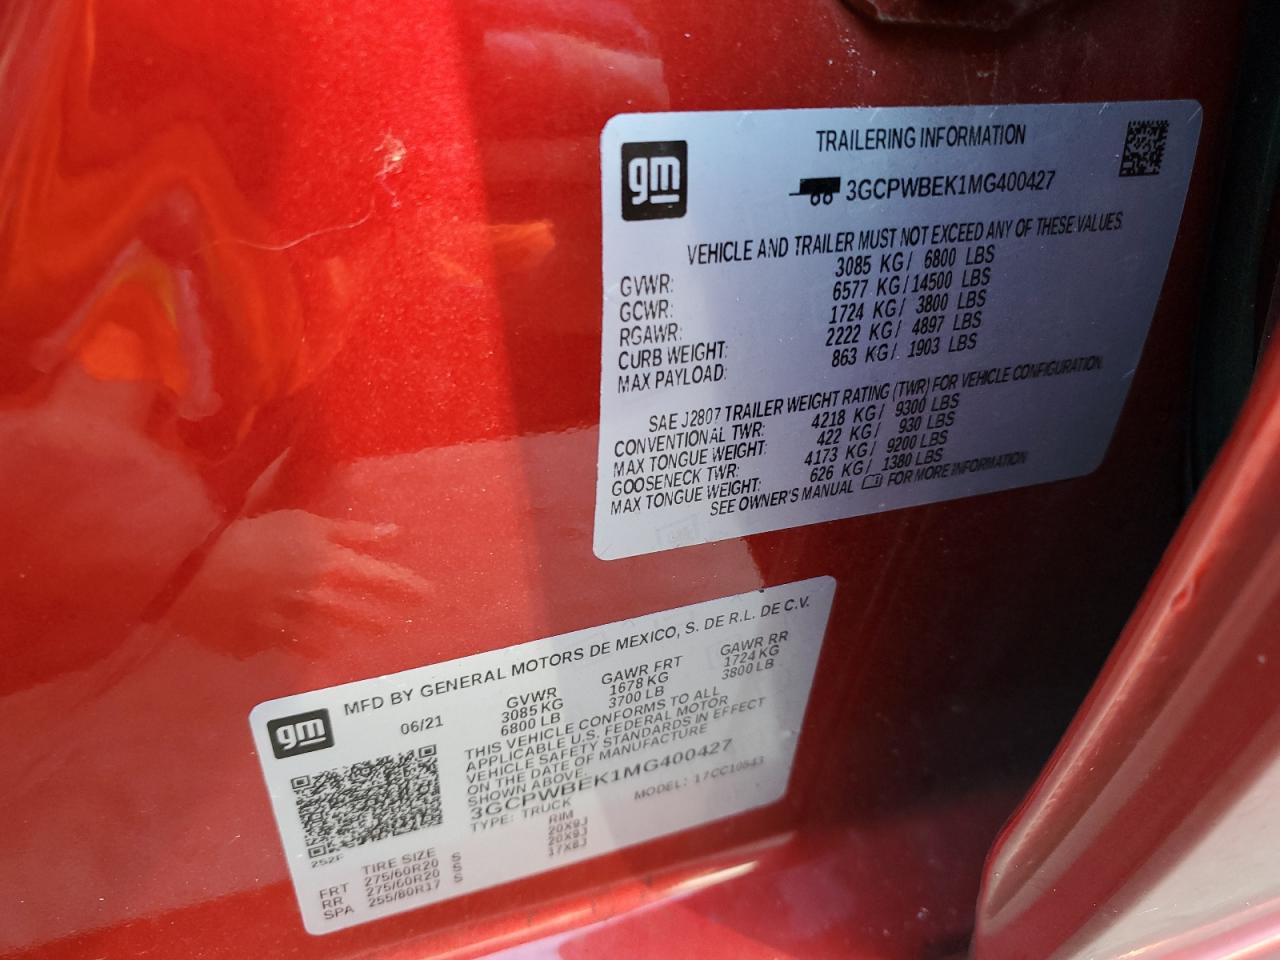 gm
TRAILERING INFORMATION
3GCPWBEK1MG400427
VEHICLE AND TRAILER MUST NOT EXCEED ANY OF THESE VALUES.
GVWR: 3085 KG/ 6800 LBS
GCWR: 6577 KG/14500 LBS
RGAWR: 1724 KG/ 3800 LBS
CURB WEIGHT: 2222 KG/ 4897 LBS
MAX PAYLOAD: 863 KG/ 1903 LBS
SAE J2807 TRAILER WEIGHT RATING (TWR) FOR VEHICLE CONFIGURATION
CONVENTIONAL TWR: 4218 KG/ 9300 LBS
MAX TONGUE WEIGHT: 422 KG/ 930 LBS
GOOSENECK TWR: 4173 KG/ 9200 LBS
MAX TONGUE WEIGHT: 626 KG/ 1380 LBS
SEE OWNER'S MANUAL FOR MORE INFORMATION
gm
MFD BY GENERAL MOTORS DE MEXICO, S. DE R.L. DE C.V.
06/21 GVWR GAWR FRT GAWR RR
3085 KG 1678 KG 1724 KG
6800 LB 3700 LB 3800 LB
THIS VEHICLE CONFORMS TO ALL
APPLICABLE U.S. FEDERAL MOTOR
VEHICLE SAFETY STANDARDS IN EFFECT
ON THE DATE OF MANUFACTURE
SHOWN ABOVE.
3GCPWBEK1MG400427
TYPE: TRUCK MODEL: 17CC10543
252F
TIRE SIZE RIM
FRT 275/60R20 S 20X9J
RR 275/60R20 S 20X9J
SPA 255/80R17 S 17X8J